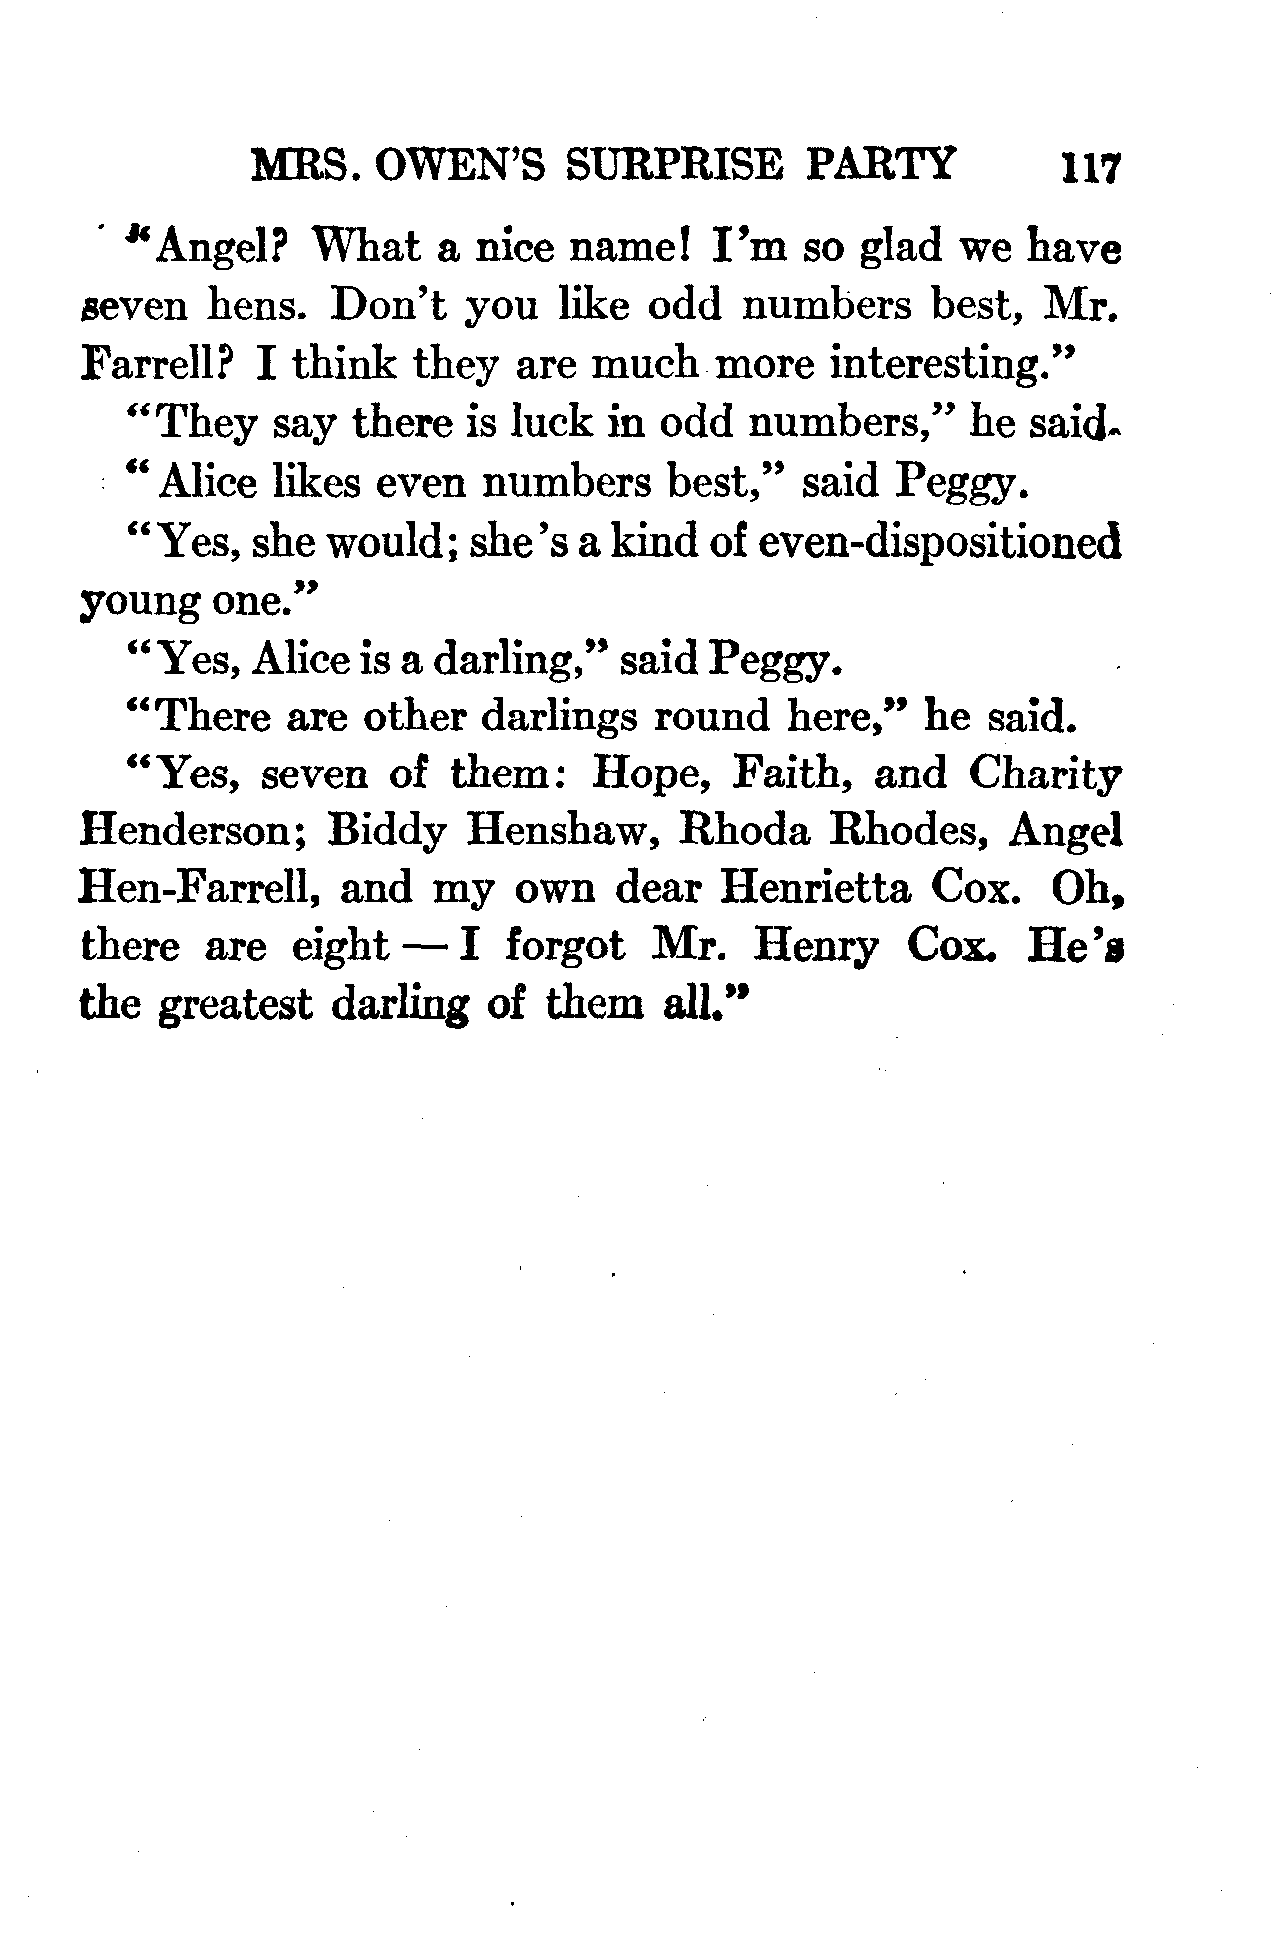 MRS. OWEN'S SURPRISE PARTY 117
"Angel? What a nice name! I'm so glad we have
seven hens. Don't you like odd numbers best, Mr.
Farrell? I think they are much more interesting."
"They say there is luck in odd numbers," he said.
"Alice likes even numbers best," said Peggy.
"Yes, she would; she's a kind of even-dispositioned
young one."
"Yes, Alice is a darling," said Peggy.
"There are other darlings round here," he said.
"Yes, seven of them: Hope, Faith, and Charity
Henderson; Biddy Henshaw, Rhoda Rhodes, Angel
Hen-Farrell, and my own dear Henrietta Cox. Oh,
there are eight — I forgot Mr. Henry Cox. He's
the greatest darling of them all."